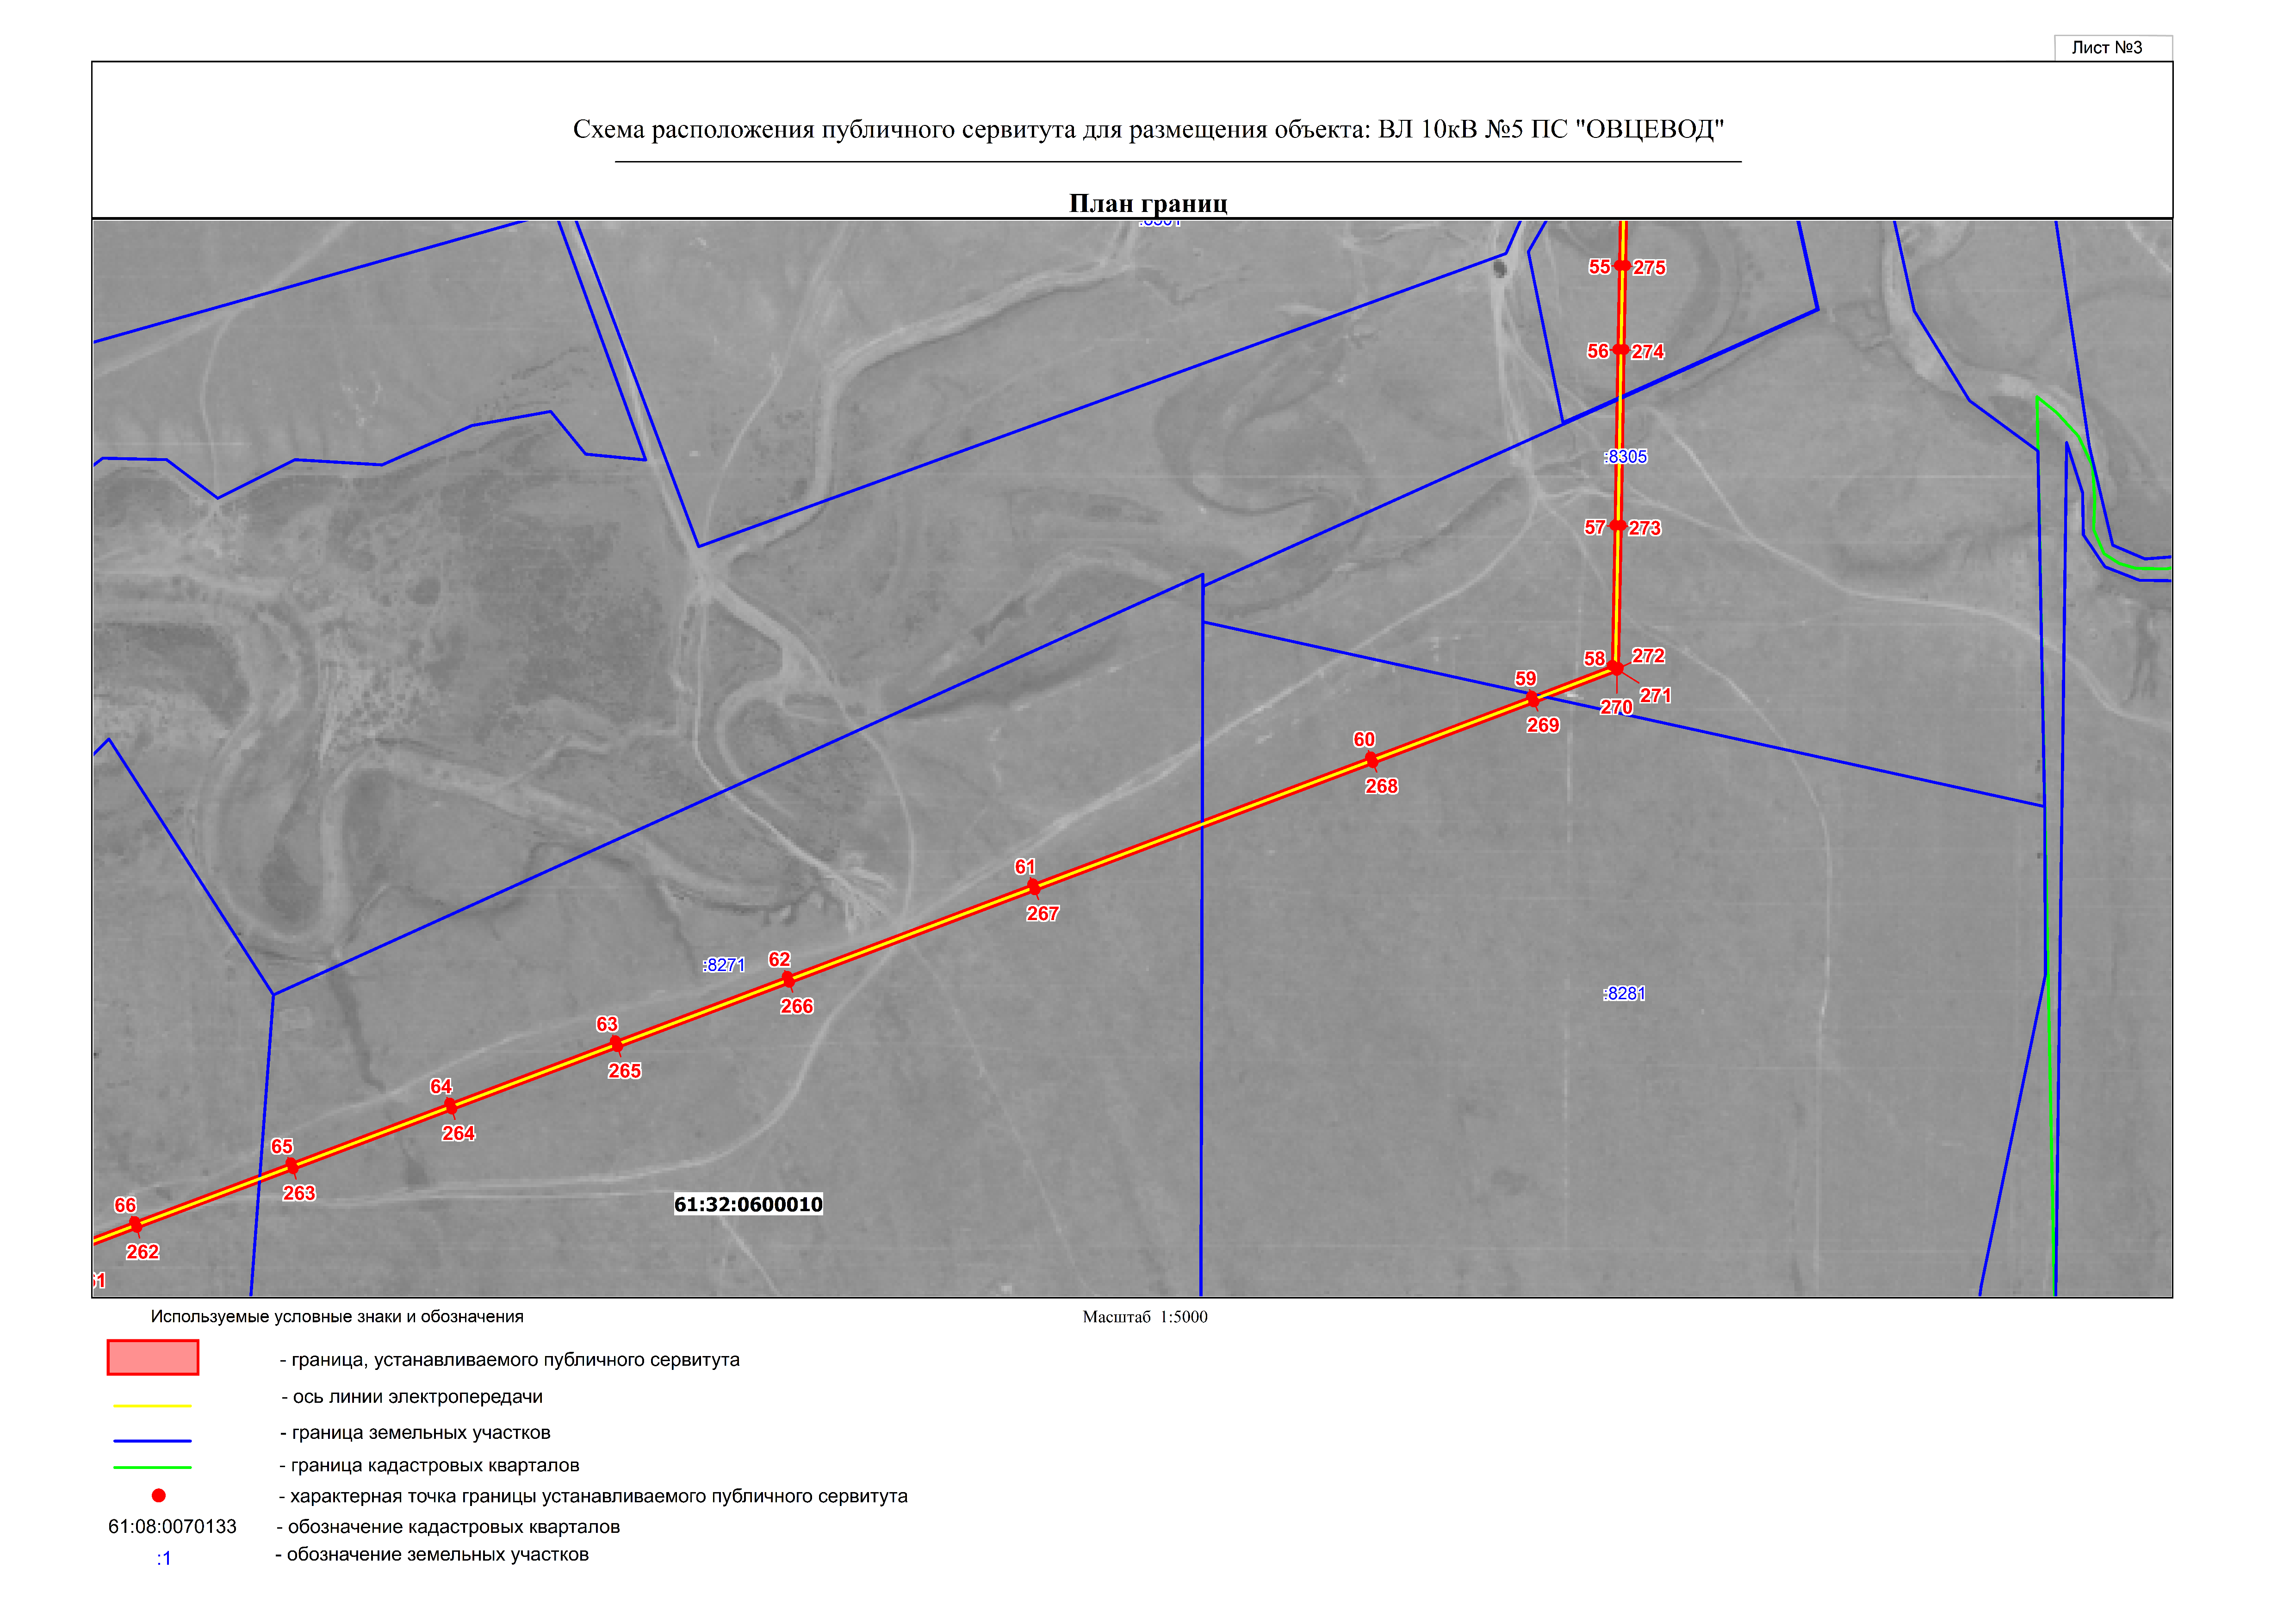 Лист №3
Схема расположения публичного сервитута для размещения объекта: ВЛ 10кВ №5 ПС "ОВЦЕВОД"
План границ
55 275
56 274
:8305
57 273
58 272
59 271
270
269
60
268
61
267
:8271 62
:8281
266
63
265
64
264
65
263
66
61:32:0600010
262
Используемые условные знаки и обозначения
Масштаб 1:5000
- граница, устанавливаемого публичного сервитута
- ось линии электропередачи
- граница земельных участков
- граница кадастровых кварталов
- характерная точка границы устанавливаемого публичного сервитута
61:08:0070133 - обозначение кадастровых кварталов
:1 - обозначение земельных участков